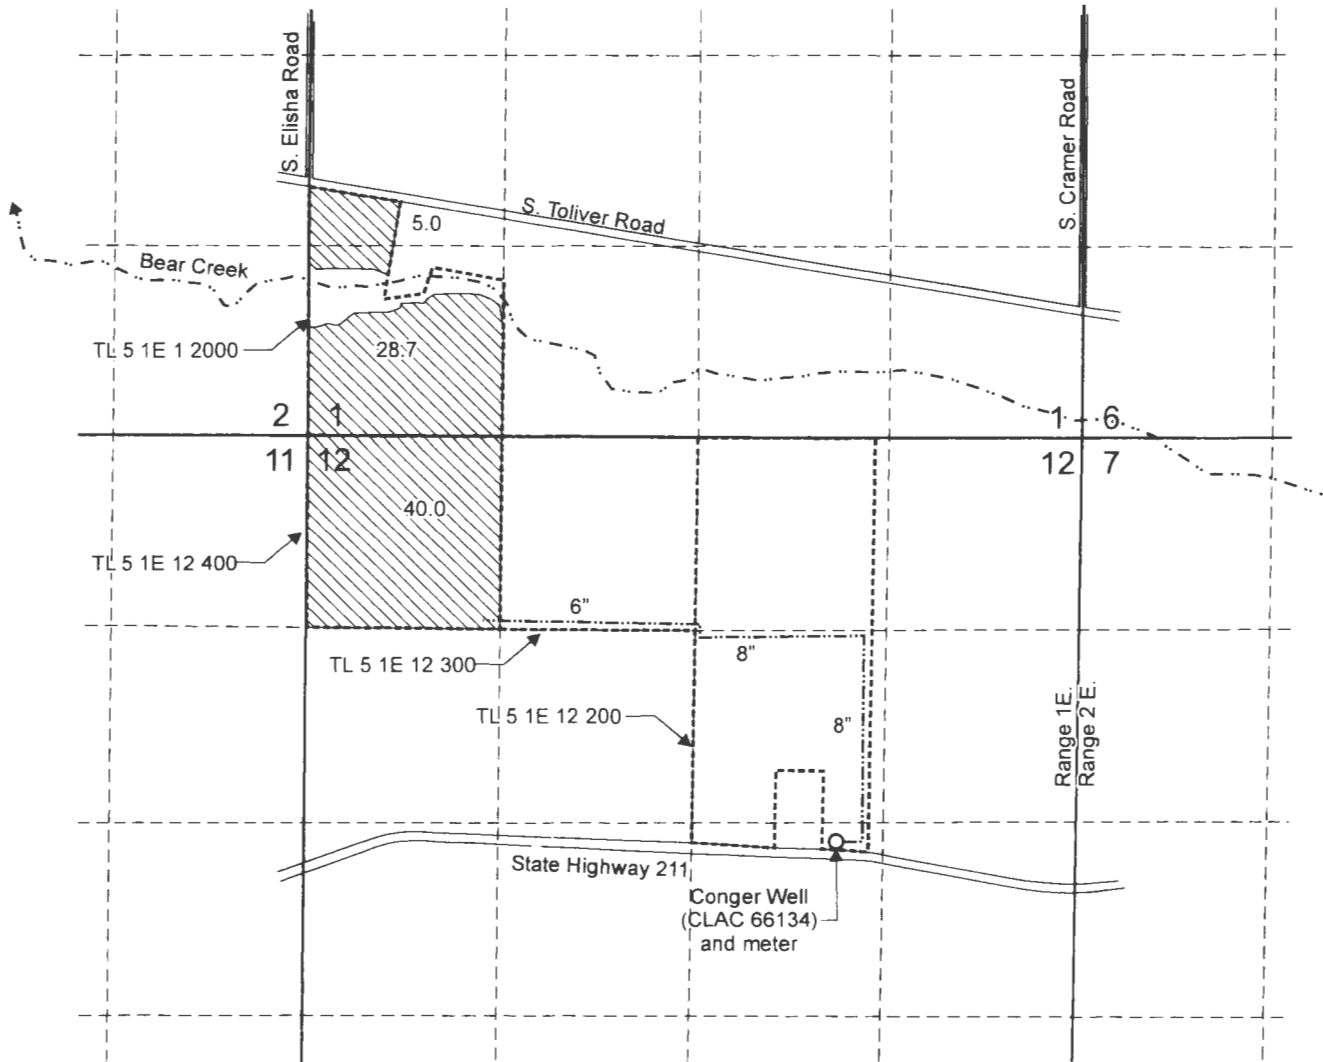 S. Elisha Road
S. Cramer Road
S. Toliver Road
5.0
Bear Creek
TL 5 1E 1 2000
28.7
2 1
1 6
11 12
12 7
40.0
TL 5 1E 12 400
6"
TL 5 1E 12 300
8"
TL 5 1E 12 200
8"
Range 1E.
Range 2 E.
State Highway 211
Conger Well
(CLAC 66134)
and meter